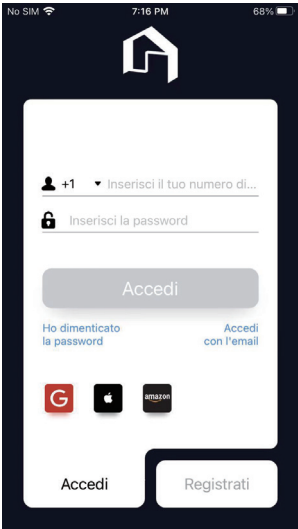 No SIM 7:16 PM 68%
+1 Inserisci il tuo numero di...
Inserisci la password
Accedi
Ho dimenticato
la password
Accedi
con l'email
G
amazon
Accedi Registrati